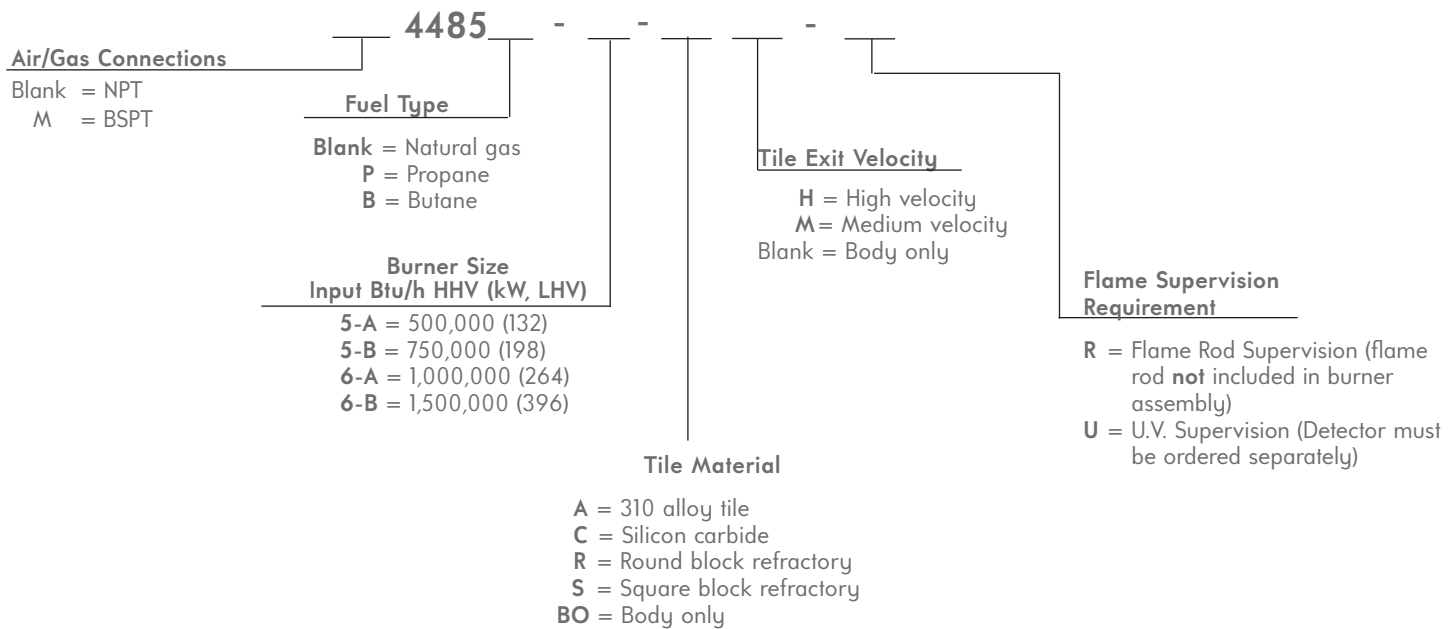 4485 - - -
Air/Gas Connections
Blank = NPT
M = BSPT
Fuel Type
Blank = Natural gas
P = Propane
B = Butane
Burner Size
Input Btu/h HHV (kW, LHV)
5-A = 500,000 (132)
5-B = 750,000 (198)
6-A = 1,000,000 (264)
6-B = 1,500,000 (396)
Tile Material
A = 310 alloy tile
C = Silicon carbide
R = Round block refractory
S = Square block refractory
BO = Body only
Tile Exit Velocity
H = High velocity
M = Medium velocity
Blank = Body only
Flame Supervision
Requirement
R = Flame Rod Supervision (flame
rod not included in burner
assembly)
U = U.V. Supervision (Detector must
be ordered separately)